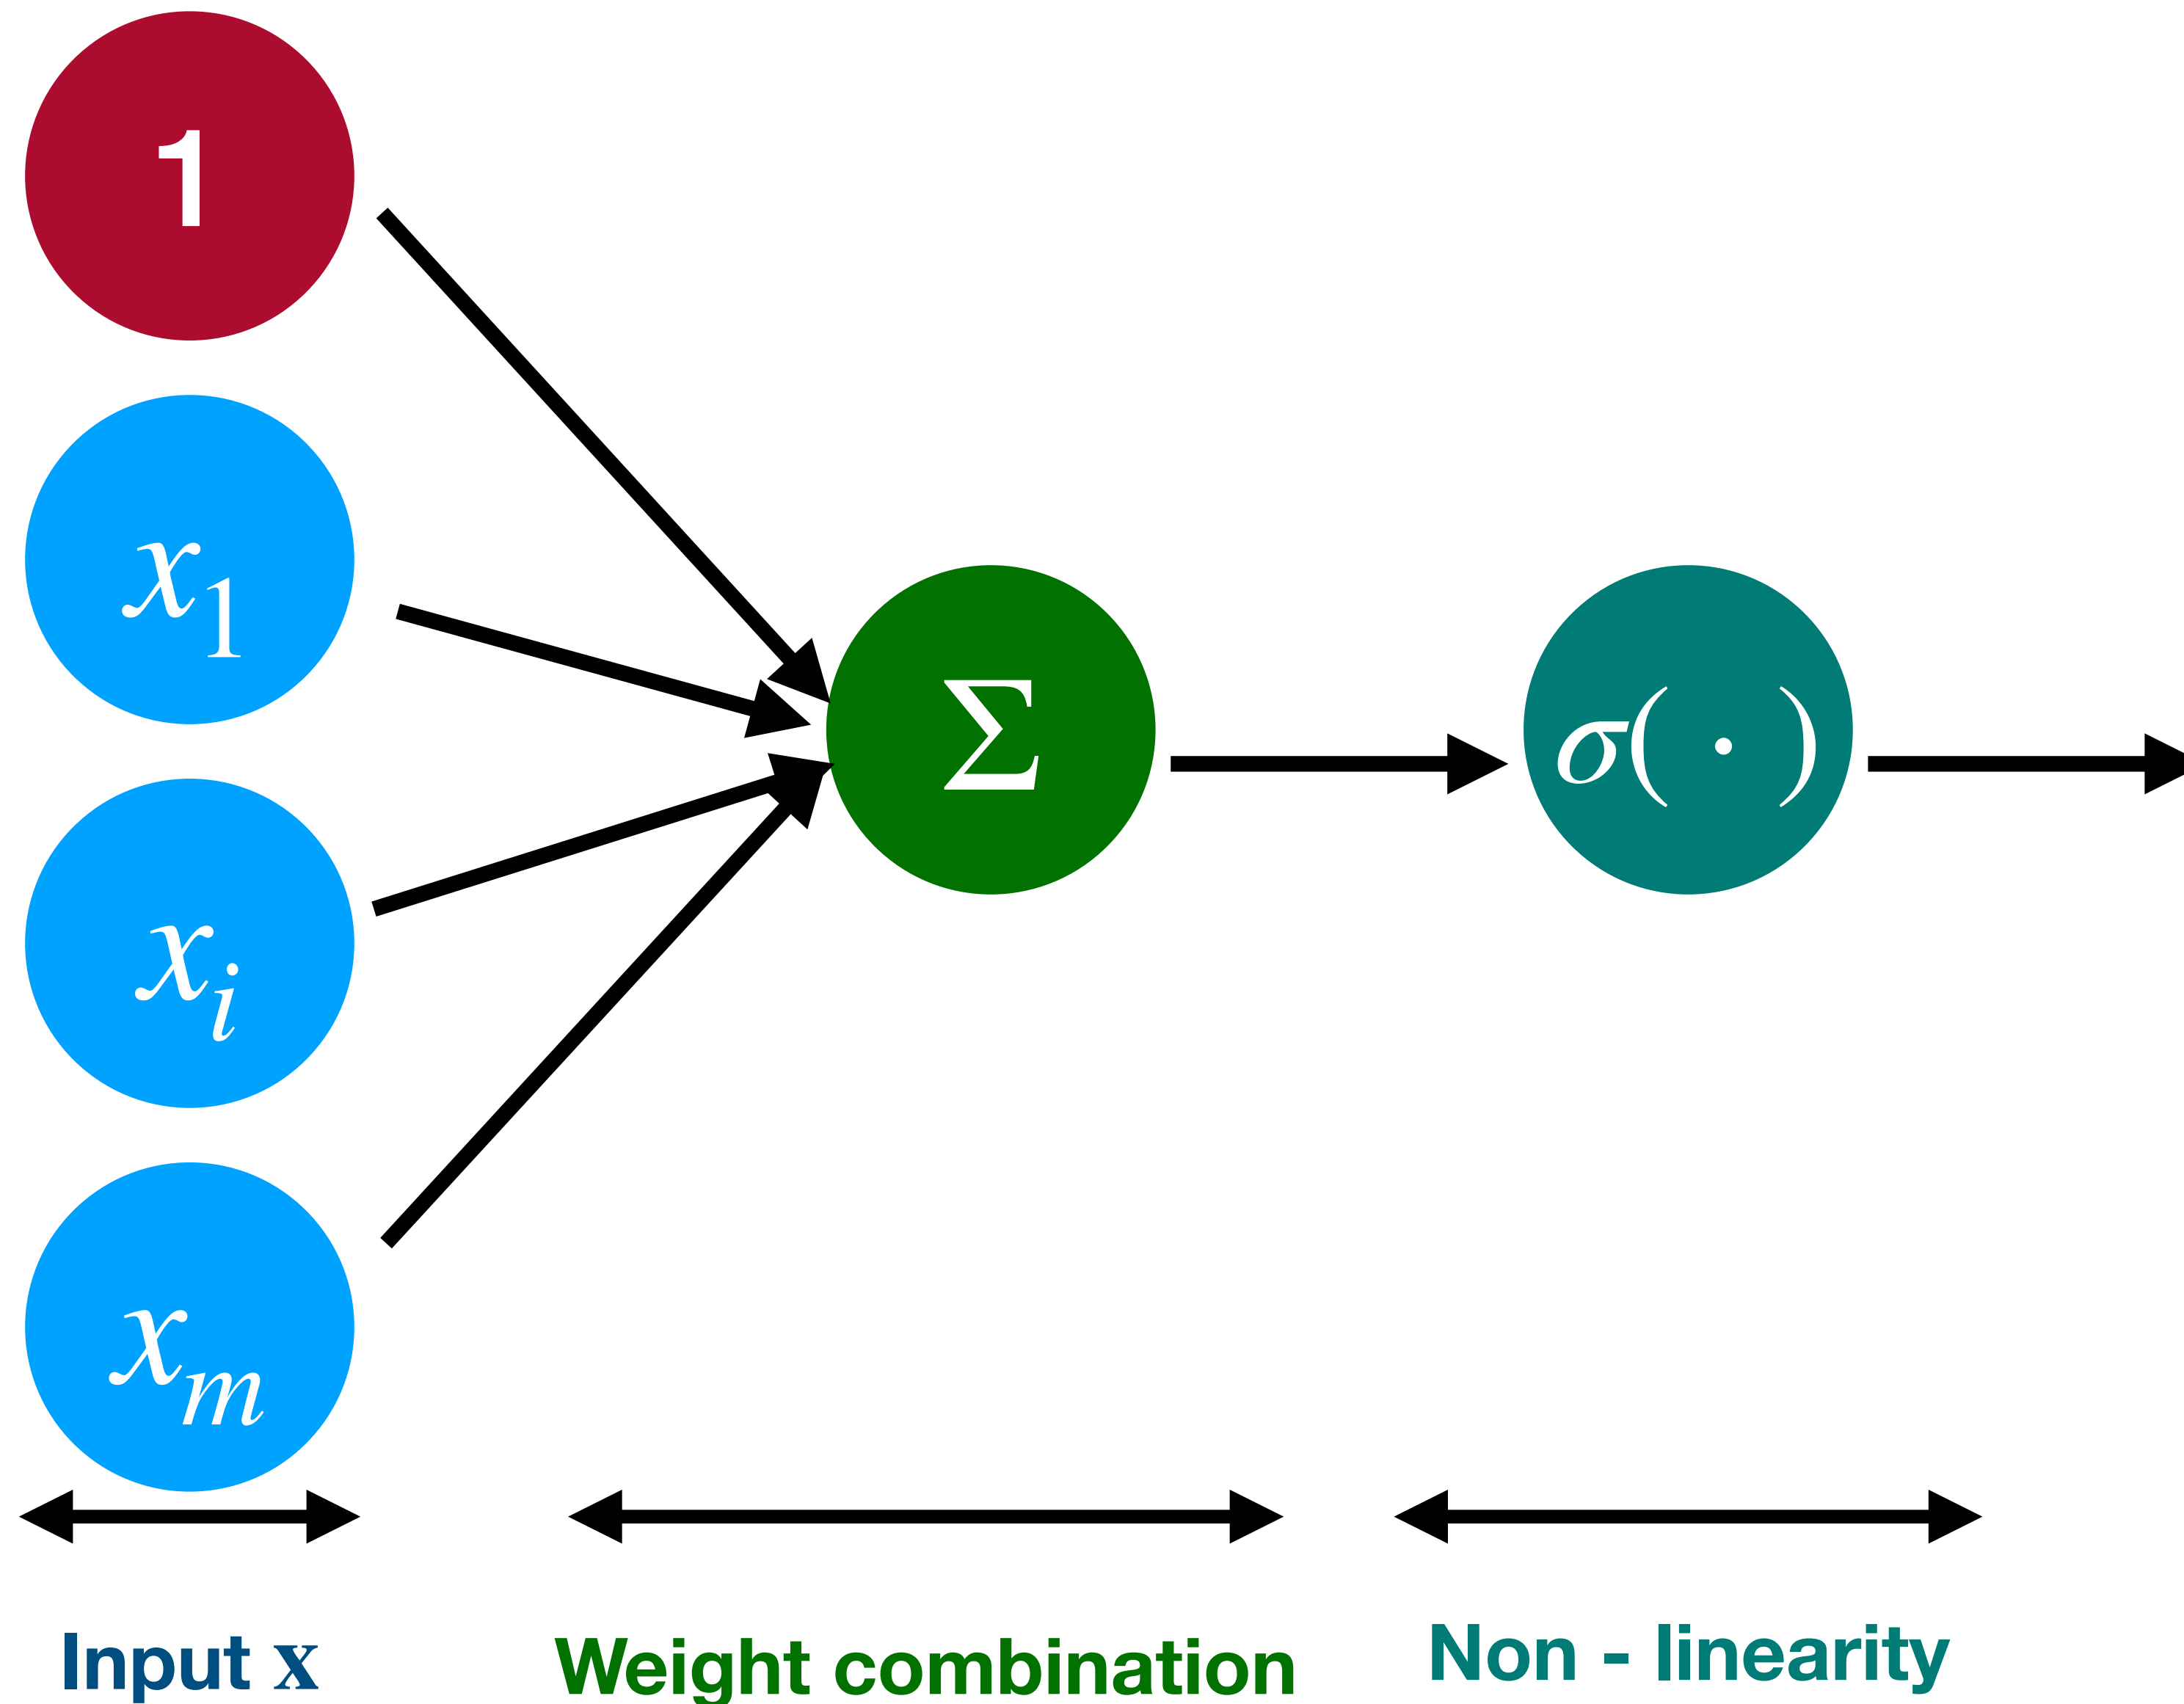 1
x₁
xᵢ
xₘ
Σ
σ( · )
Input x
Weight combination
Non - linearity